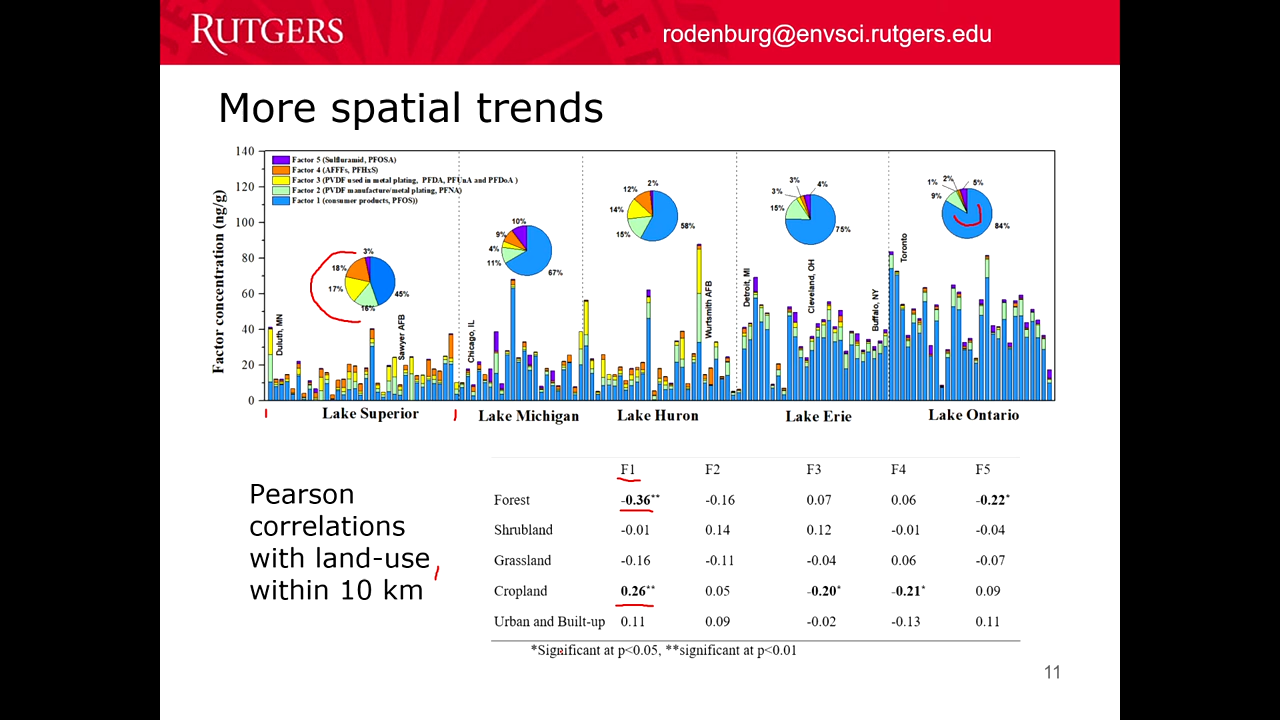 RUTGERS
rodenburg@envsci.rutgers.edu
More spatial trends
Factor concentration (ng/g)
140
120
100
80
60
40
20
0
Factor 5 (Sulfluramid, PFOSA)
Factor 4 (AFFFs, PFHxS)
Factor 3 (PVDF used in metal plating, PFDA, PFUnA and PFDoA )
Factor 2 (PVDF manufacture/metal plating, PFNA)
Factor 1 (consumer products, PFOS))
3%
18%
17%
16%
45%
10%
9%
4%
11%
67%
2%
12%
14%
15%
58%
3%
4%
3%
15%
75%
2%
5%
1%
9%
84%
Duluth, MN
Sawyer AFB
Chicago, IL
Wurtsmith AFB
Detroit, MI
Cleveland, OH
Buffalo, NY
Toronto
Lake Superior
Lake Michigan
Lake Huron
Lake Erie
Lake Ontario
Pearson
correlations
with land-use
within 10 km
F1 F2 F3 F4 F5
Forest -0.36** -0.16 0.07 0.06 -0.22*
Shrubland -0.01 0.14 0.12 -0.01 -0.04
Grassland -0.16 -0.11 -0.04 0.06 -0.07
Cropland 0.26** 0.05 -0.20* -0.21* 0.09
Urban and Built-up 0.11 0.09 -0.02 -0.13 0.11
*Significant at p<0.05, **significant at p<0.01
11